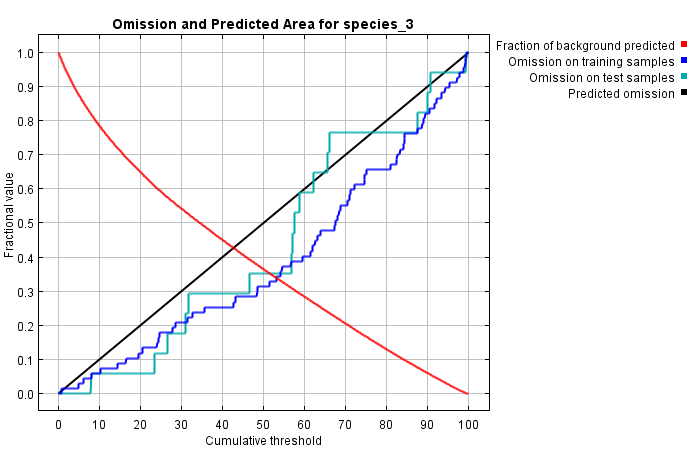 Omission and Predicted Area for species_3
Fraction of background predicted
Omission on training samples
Omission on test samples
Predicted omission
Fractional value
1.0
0.9
0.8
0.7
0.6
0.5
0.4
0.3
0.2
0.1
0.0
0 10 20 30 40 50 60 70 80 90 100
Cumulative threshold